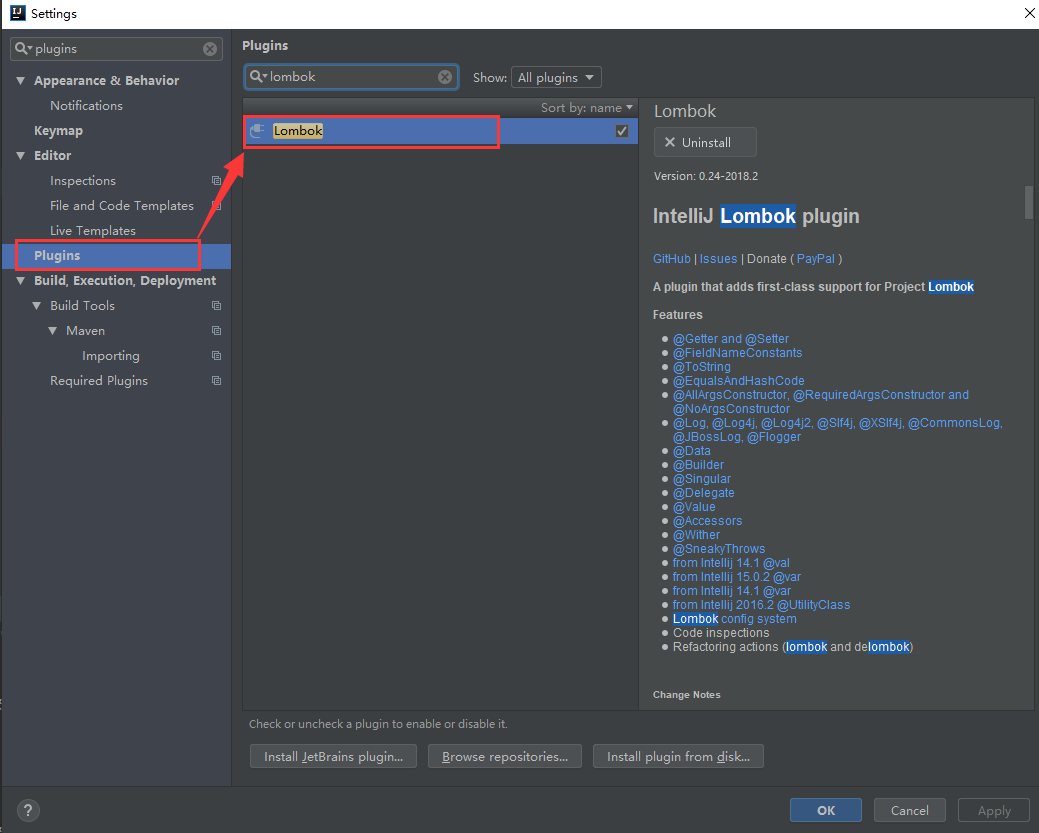 Settings
plugins
Appearance & Behavior
Notifications
Keymap
Editor
Inspections
File and Code Templates
Live Templates
Plugins
Build, Execution, Deployment
Build Tools
Maven
Importing
Required Plugins
Plugins
lombok
Show: All plugins
Sort by: name
Lombok
Lombok
Uninstall
Version: 0.24-2018.2
IntelliJ Lombok plugin
GitHub | Issues | Donate ( PayPal )
A plugin that adds first-class support for Project Lombok
Features
@Getter and @Setter
@FieldNameConstants
@ToString
@EqualsAndHashCode
@AllArgsConstructor, @RequiredArgsConstructor and
@NoArgsConstructor
@Log, @Log4j, @Log4j2, @Slf4j, @XSlf4j, @CommonsLog,
@JBossLog, @Flogger
@Data
@Builder
@Singular
@Delegate
@Value
@Accessors
@Wither
@SneakyThrows
from Intellij 14.1 @val
from Intellij 15.0.2 @var
from Intellij 14.1 @var
from Intellij 2016.2 @UtilityClass
Lombok config system
Code inspections
Refactoring actions (lombok and delombok)
Change Notes
Check or uncheck a plugin to enable or disable it.
Install JetBrains plugin...
Browse repositories...
Install plugin from disk...
?
OK
Cancel
Apply